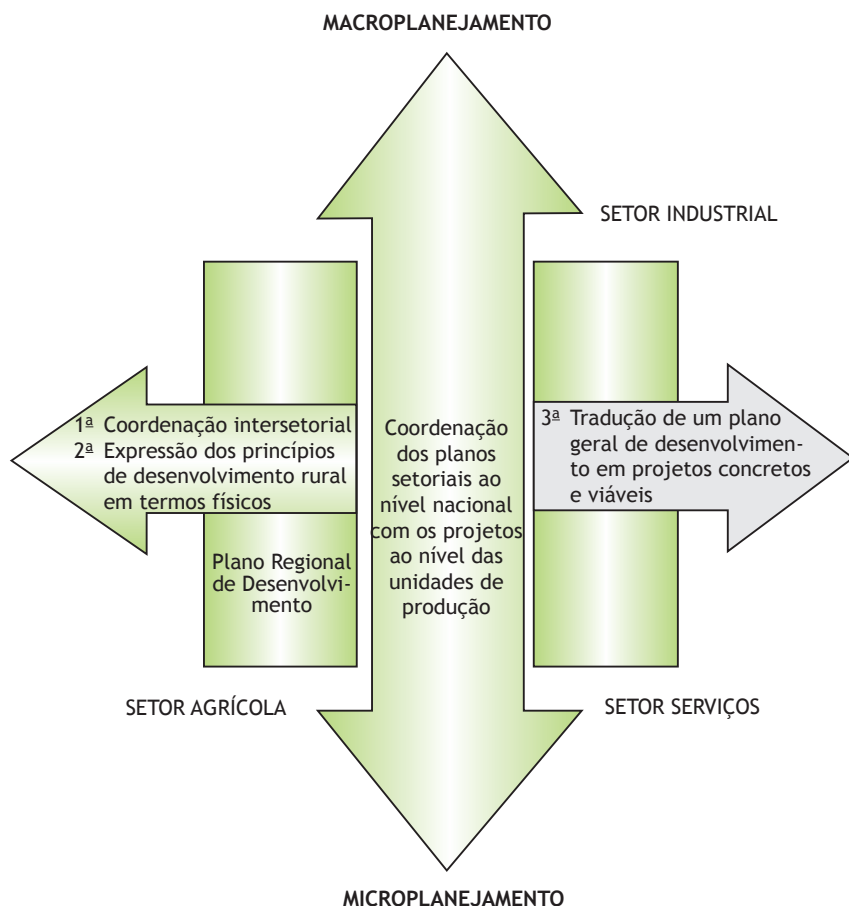 MACROPLANEJAMENTO
SETOR INDUSTRIAL
1ª Coordenação intersetorial
2ª Expressão dos princípios
de desenvolvimento rural
em termos físicos
Plano Regional
de Desenvolvi-
mento
Coordenação
dos planos
setoriais ao
nível nacional
com os projetos
ao nível das
unidades de
produção
3ª Tradução de um plano
geral de desenvolvimen-
to em projetos concretos
e viáveis
SETOR AGRÍCOLA
SETOR SERVIÇOS
MICROPLANEJAMENTO